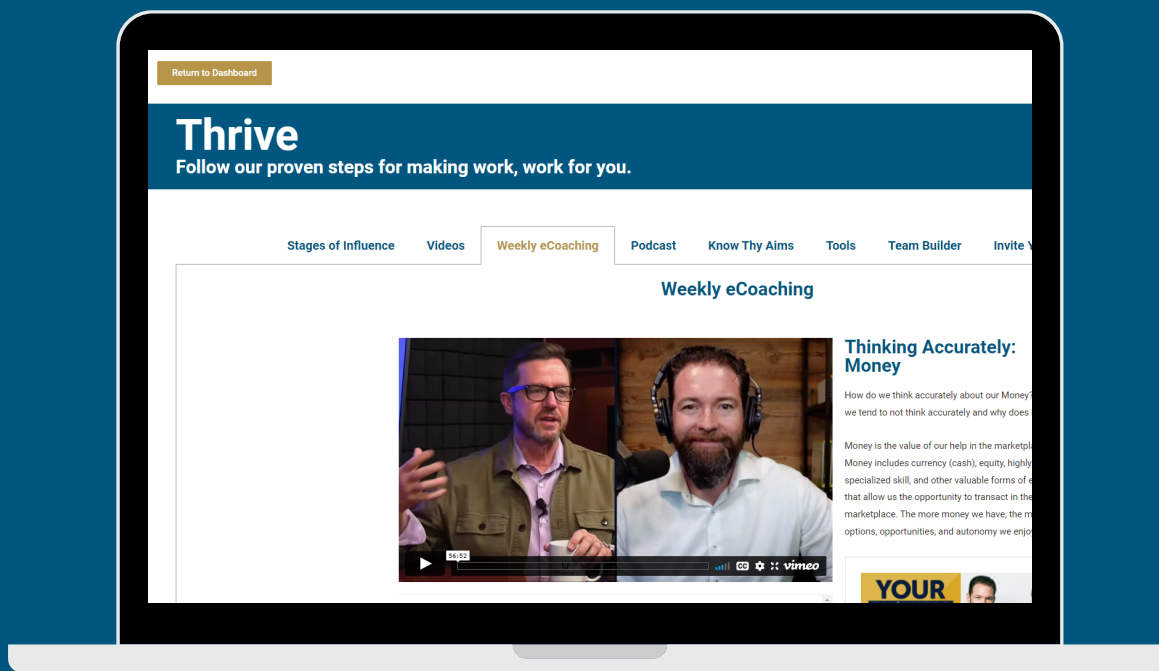 Return to Dashboard
Thrive
Follow our proven steps for making work, work for you.
Stages of Influence
Videos
Weekly eCoaching
Podcast
Know Thy Aims
Tools
Team Builder
Invite
Weekly eCoaching
Thinking Accurately:
Money
How do we think accurately about our Money?
we tend to not think accurately and why does
Money is the value of our help in the
Money includes currency (cash), equity, highly
specialized skill, and other valuable forms of
that allow us the opportunity to transact in the
marketplace. The more money we have, the
options, opportunities, and autonomy we
56:52
CC
vimeo
YOUR